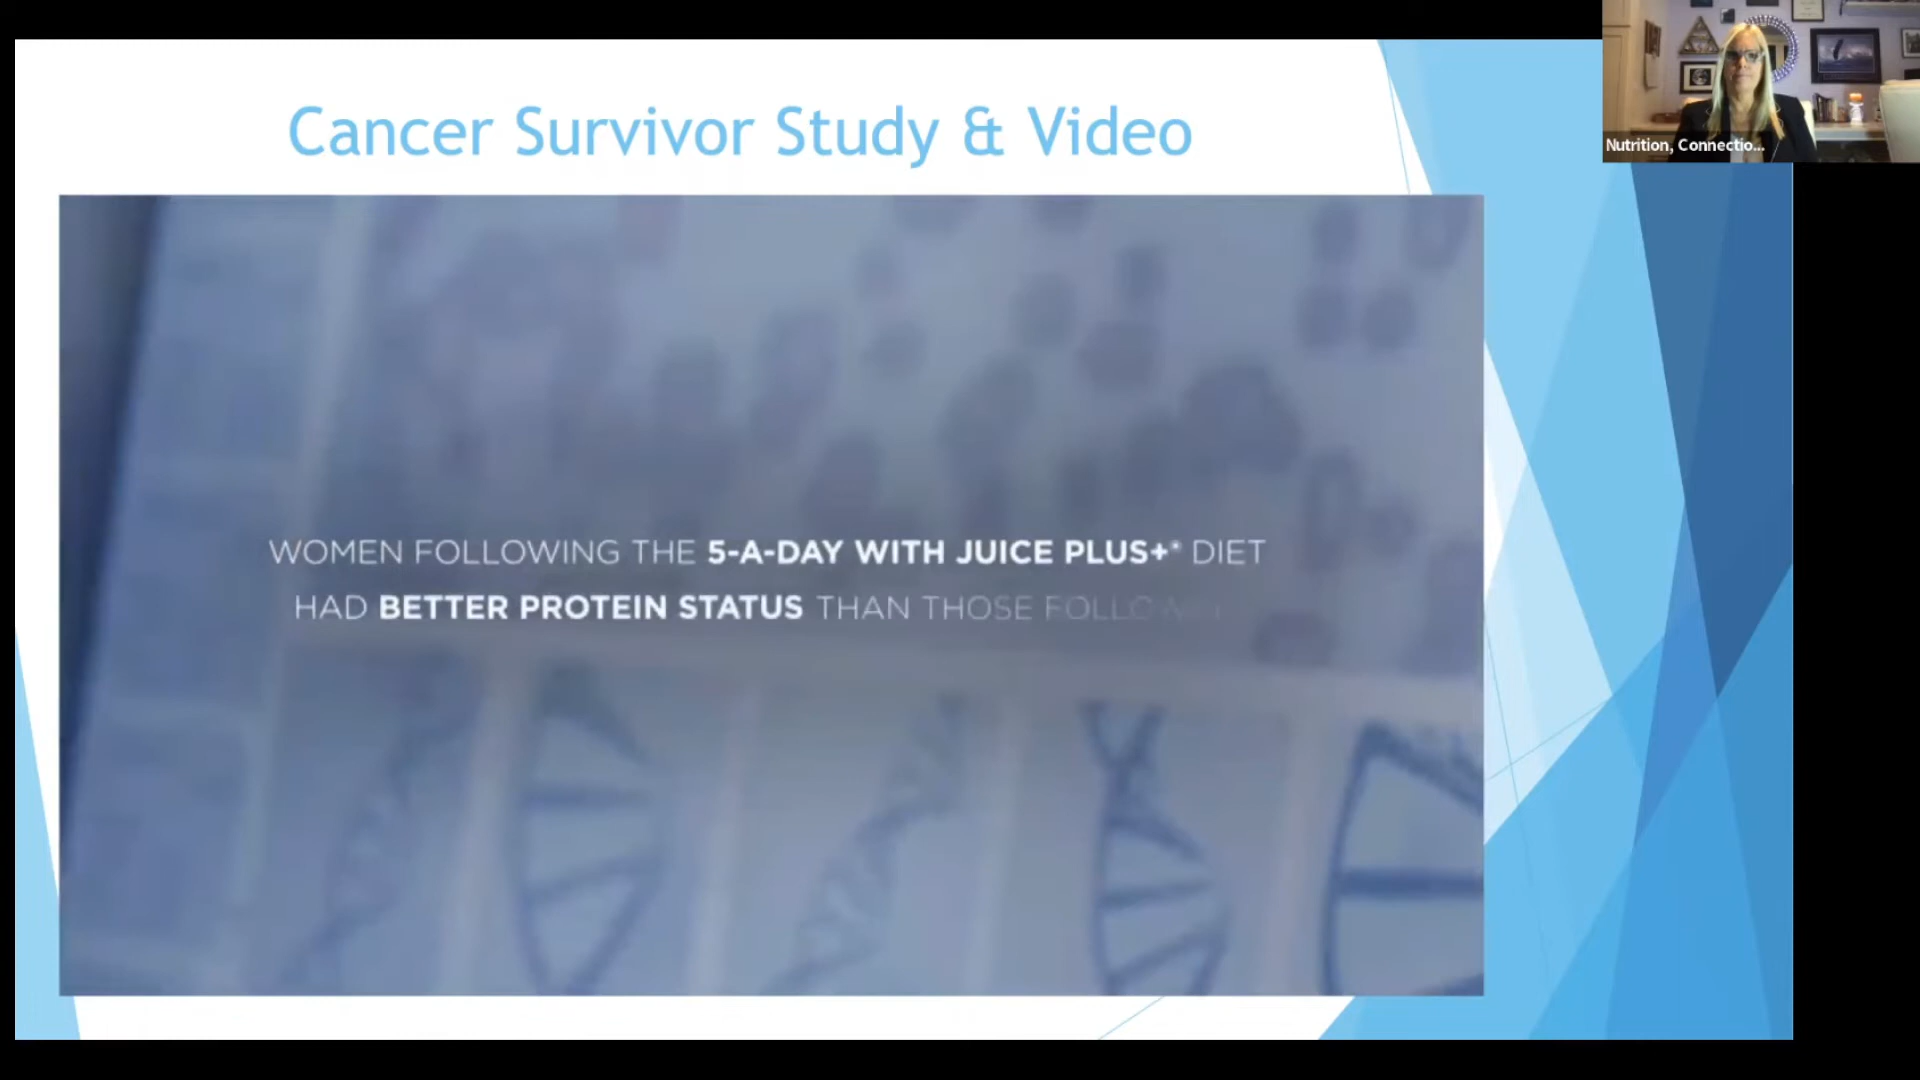 Cancer Survivor Study & Video
Nutrition, Connectio...
WOMEN FOLLOWING THE 5-A-DAY WITH JUICE PLUS+® DIET
HAD BETTER PROTEIN STATUS THAN THOSE